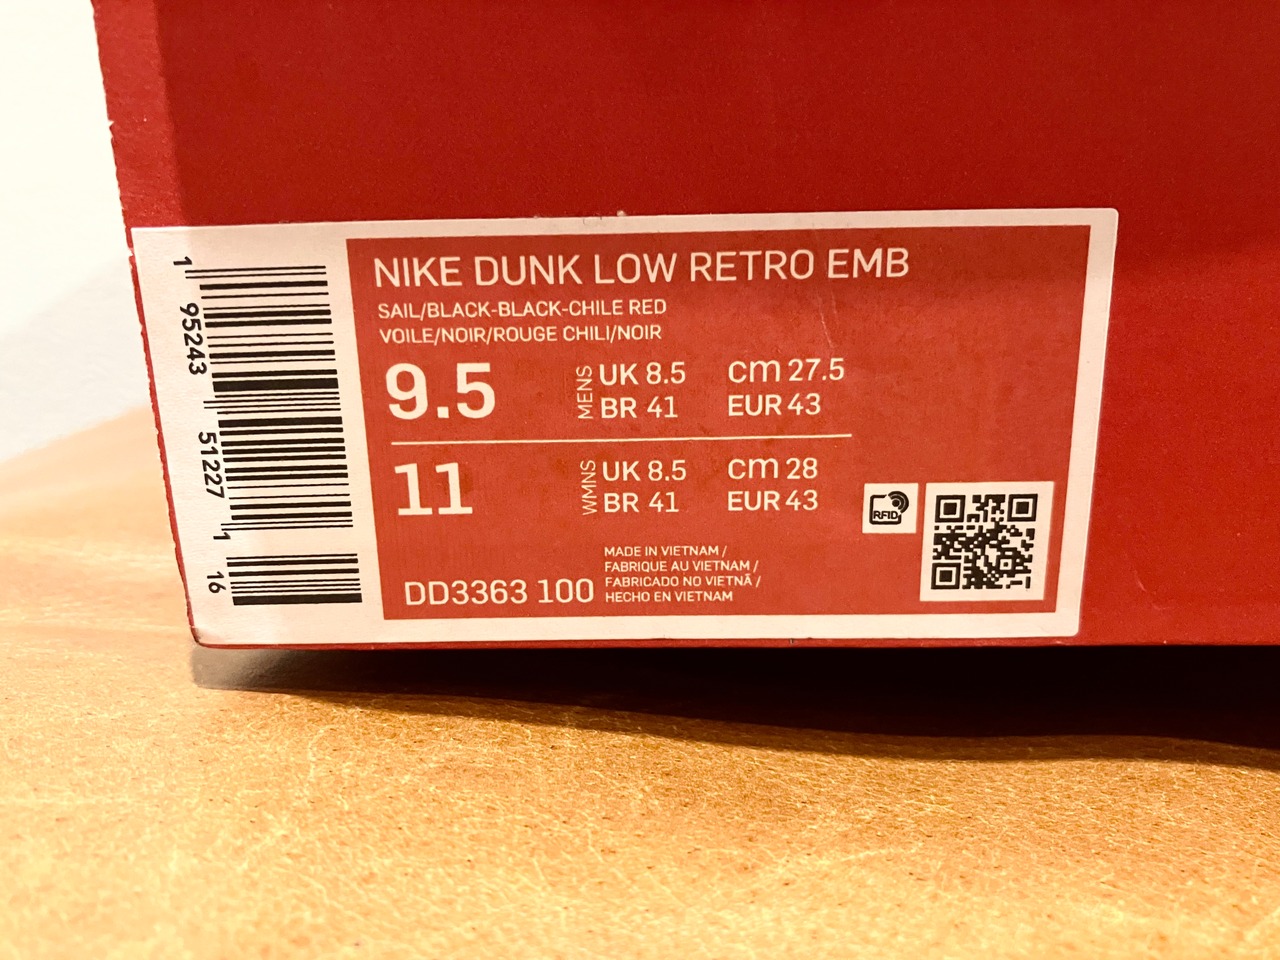 NIKE DUNK LOW RETRO EMB
SAIL/BLACK-BLACK-CHILE RED
VOILE/NOIR/ROUGE CHILI/NOIR
9.5 MENS UK 8.5 cm 27.5
BR 41 EUR 43
11 WMNS UK 8.5 cm 28
BR 41 EUR 43
RFID
MADE IN VIETNAM /
FABRIQUE AU VIETNAM /
FABRICADO NO VIETNÃ /
HECHO EN VIETNAM
DD3363 100
1 95243 51227 1 16